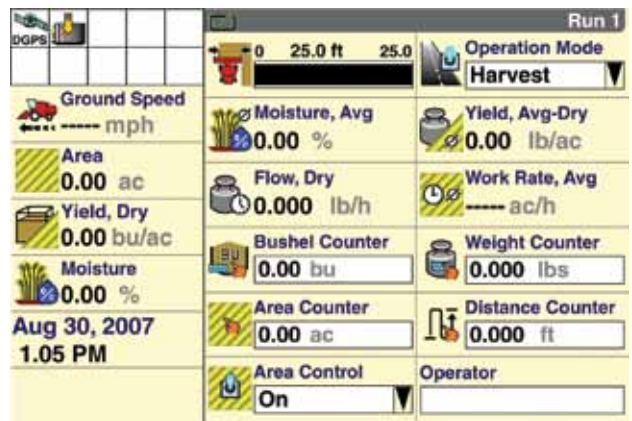 DGPS
Run 1
0 25.0 ft 25.0
Operation Mode
Harvest
Ground Speed
----- mph
Area
0.00 ac
Yield, Dry
0.00 bu/ac
Moisture
0.00 %
Aug 30, 2007
1.05 PM
Moisture, Avg
0.00 %
Yield, Avg-Dry
0.00 lb/ac
Flow, Dry
0.000 lb/h
Work Rate, Avg
----- ac/h
Bushel Counter
BU
0.00 bu
Weight Counter
0.000 lbs
Area Counter
0.00 ac
Distance Counter
0.000 ft
Area Control
On
Operator